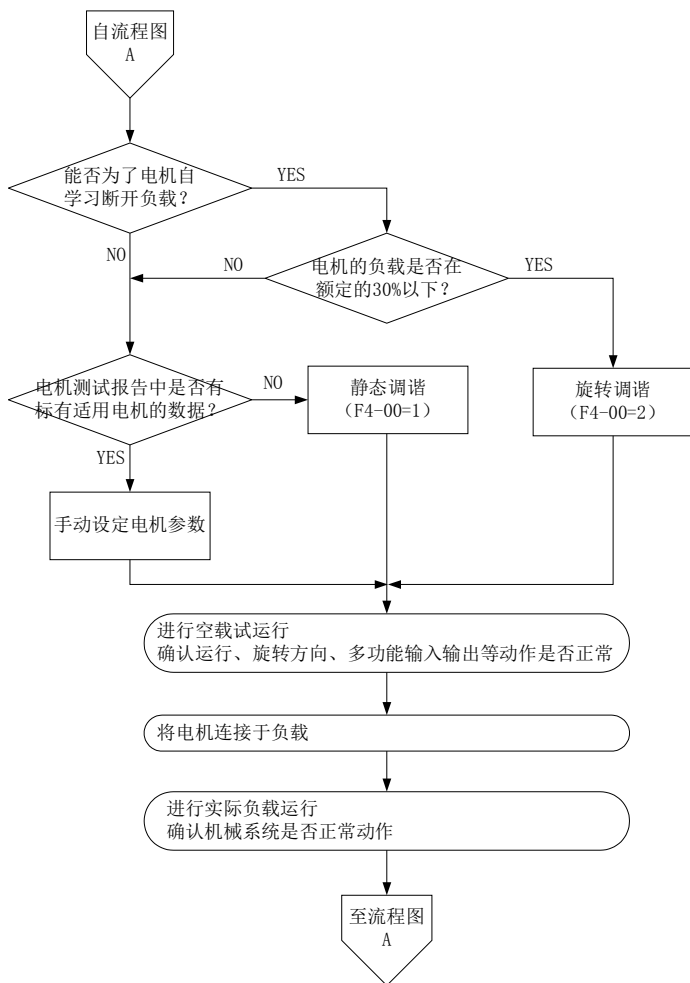 自流程图
A
能否为了电机自
学习断开负载？
YES
NO
电机的负载是否在
额定的30%以下？
NO
YES
电机测试报告中是否有
标有适用电机的数据？
NO
YES
静态调谐
（F4-00=1）
旋转调谐
（F4-00=2）
手动设定电机参数
进行空载试运行
确认运行、旋转方向、多功能输入输出等动作是否正常
将电机连接于负载
进行实际负载运行
确认机械系统是否正常动作
至流程图
A